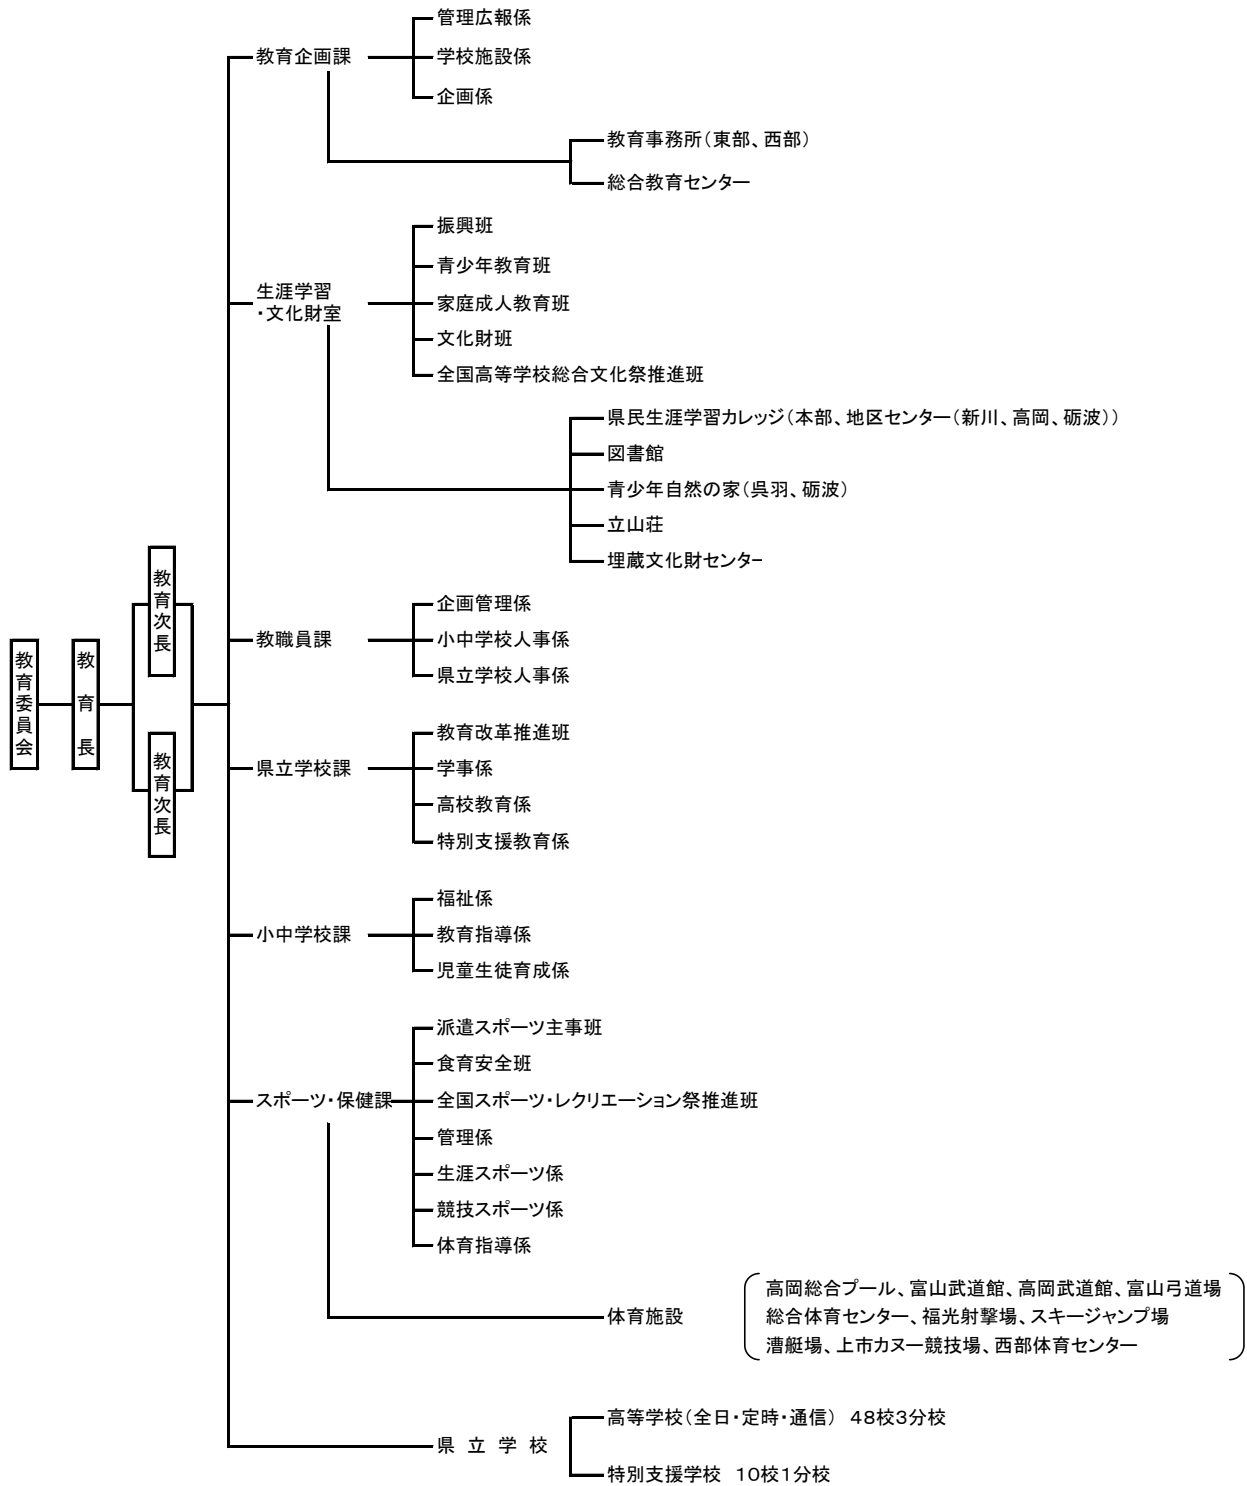 教育委員会
教育長
教育次長
教育次長
教育企画課
管理広報係
学校施設係
企画係
教育事務所(東部、西部)
総合教育センター
生涯学習
・文化財室
振興班
青少年教育班
家庭成人教育班
文化財班
全国高等学校総合文化祭推進班
県民生涯学習カレッジ(本部、地区センター(新川、高岡、砺波))
図書館
青少年自然の家(呉羽、砺波)
立山荘
埋蔵文化財センター
教職員課
企画管理係
小中学校人事係
県立学校人事係
県立学校課
教育改革推進班
学事係
高校教育係
特別支援教育係
小中学校課
福祉係
教育指導係
児童生徒育成係
スポーツ・保健課
派遣スポーツ主事班
食育安全班
全国スポーツ・レクリエーション祭推進班
管理係
生涯スポーツ係
競技スポーツ係
体育指導係
体育施設
高岡総合プール、富山武道館、高岡武道館、富山弓道場
総合体育センター、福光射撃場、スキージャンプ場
漕艇場、上市カヌー競技場、西部体育センター
県 立 学 校
高等学校(全日・定時・通信) 48校3分校
特別支援学校 10校1分校